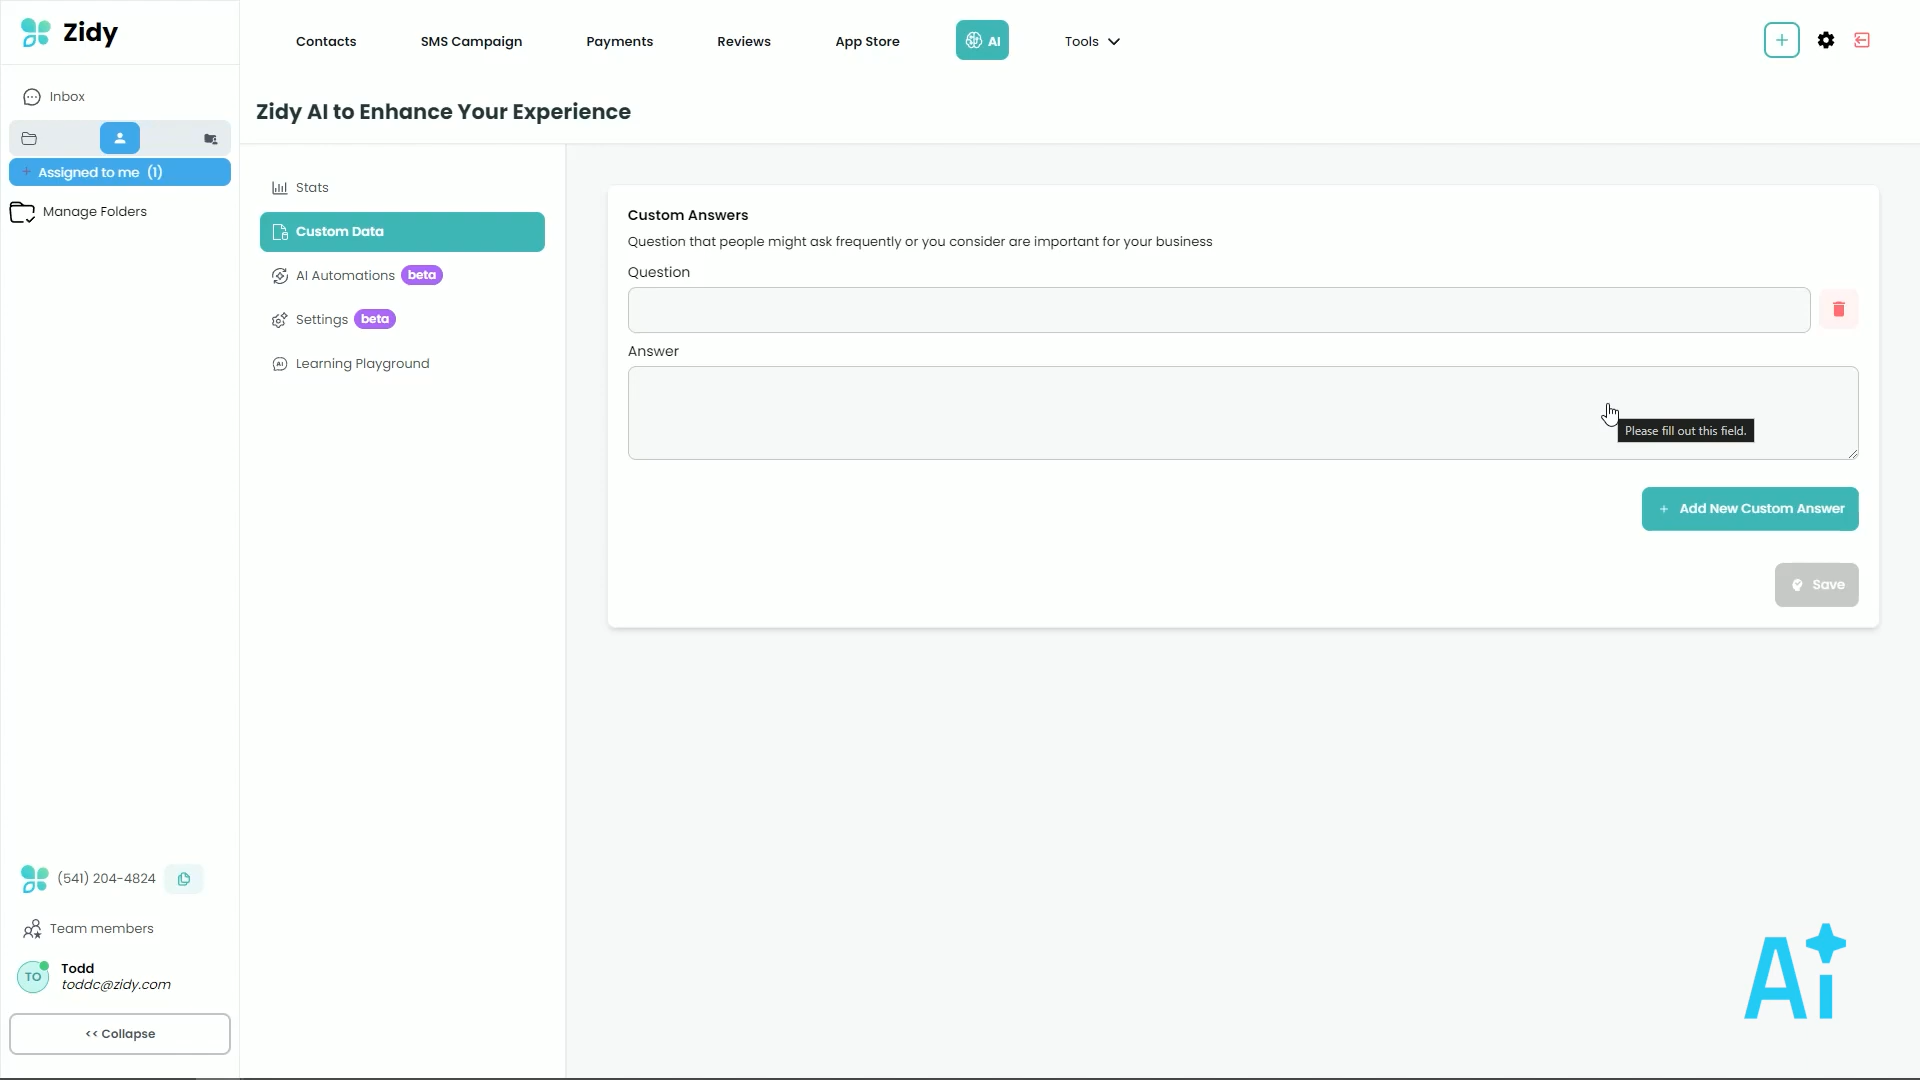 Zidy
Contacts
SMS Campaign
Payments
Reviews
App Store
AI
Tools
Inbox
Assigned to me (1)
Manage Folders
Zidy AI to Enhance Your Experience
Stats
Custom Data
AI Automations beta
Settings beta
AI Learning Playground
Custom Answers
Question that people might ask frequently or you consider are important for your business
Question
Answer
Please fill out this field.
+ Add New Custom Answer
Save
(541) 204-4824
Team members
TO
Todd
toddc@zidy.com
<< Collapse
Ai